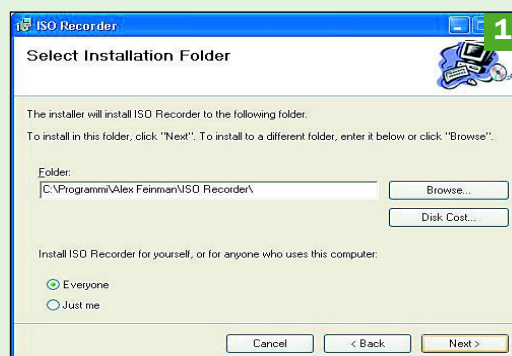 ISO Recorder
1
Select Installation Folder
The installer will install ISO Recorder to the following folder.
To install in this folder, click "Next". To install to a different folder, enter it below or click "Browse".
Folder:
C:\Programmi\Alex Feinman\ISO Recorder\
Browse...
Disk Cost...
Install ISO Recorder for yourself, or for anyone who uses this computer:
Everyone
Just me
Cancel
< Back
Next >